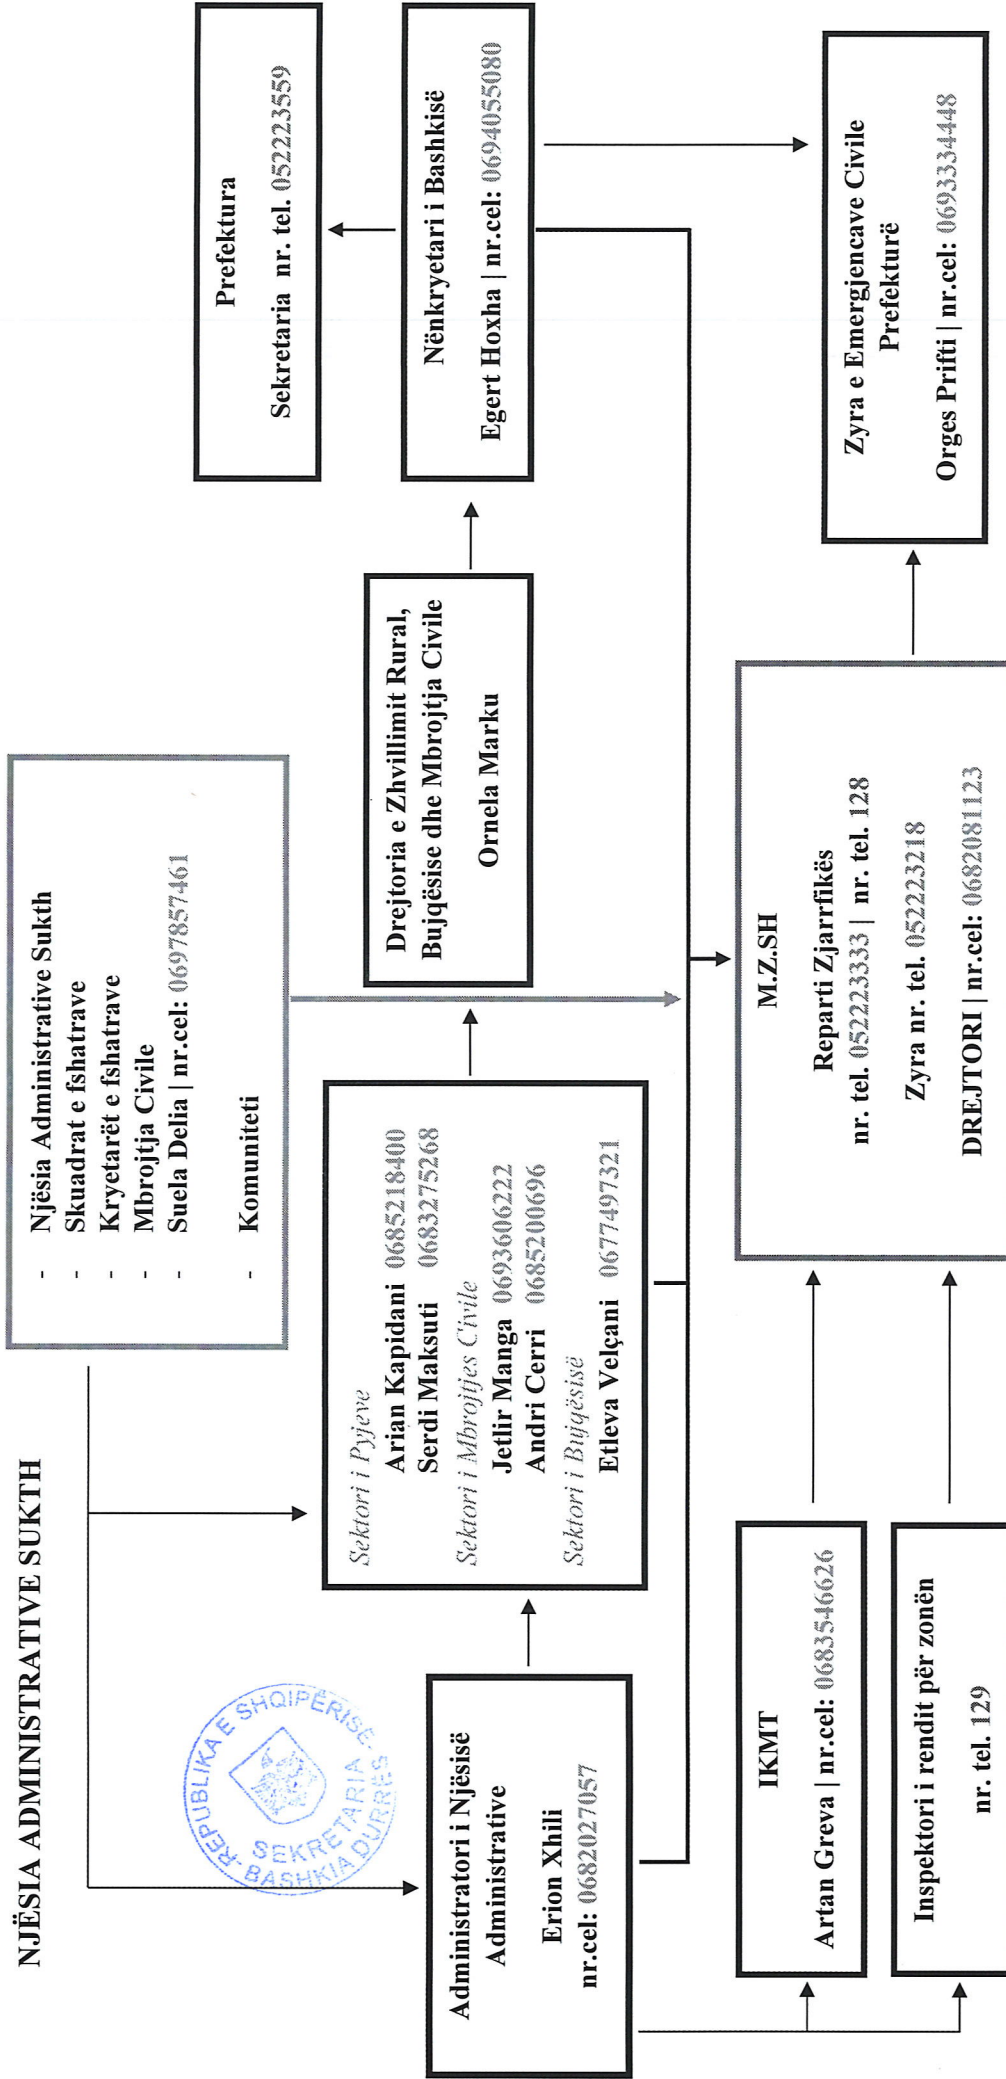 NJËSIA ADMINISTRATIVE SUKTH
- Njësia Administrative Sukth
- Skuadrat e fshatrave
- Kryetarët e fshatrave
- Mbrojtja Civile
- Suela Delia | nr.cel: 0697857461
- Komuniteti
REPUBLIKA E SHQIPËRISË
SEKRETARIA
BASHKIA DURRËS
Prefektura
Sekretaria nr. tel. 052223559
Administratori i Njësisë
Administrative
Erion Xhili
nr.cel: 0682027057
Sektori i Pyjeve
Arian Kapidani 0685218400
Serdi Maksuti 0683275268
Sektori i Mbrojtjes Civile
Jetlir Manga 0693606222
Andri Cerri 0685200696
Sektori i Bujqësisë
Etleva Velçani 0677497321
Drejtoria e Zhvillimit Rural,
Bujqësise dhe Mbrojtja Civile
Ornela Marku
Nënkryetari i Bashkisë
Egert Hoxha | nr.cel: 0694055080
IKMT
Artan Greva | nr.cel: 0683546626
Inspektori i rendit për zonën
nr. tel. 129
M.Z.SH
Reparti Zjarrfikës
nr. tel. 052223333 | nr. tel. 128
Zyra nr. tel. 052223218
DREJTORI | nr.cel: 0682081123
Zyra e Emergjencave Civile
Prefekturë
Orges Prifti | nr.cel: 0693334448